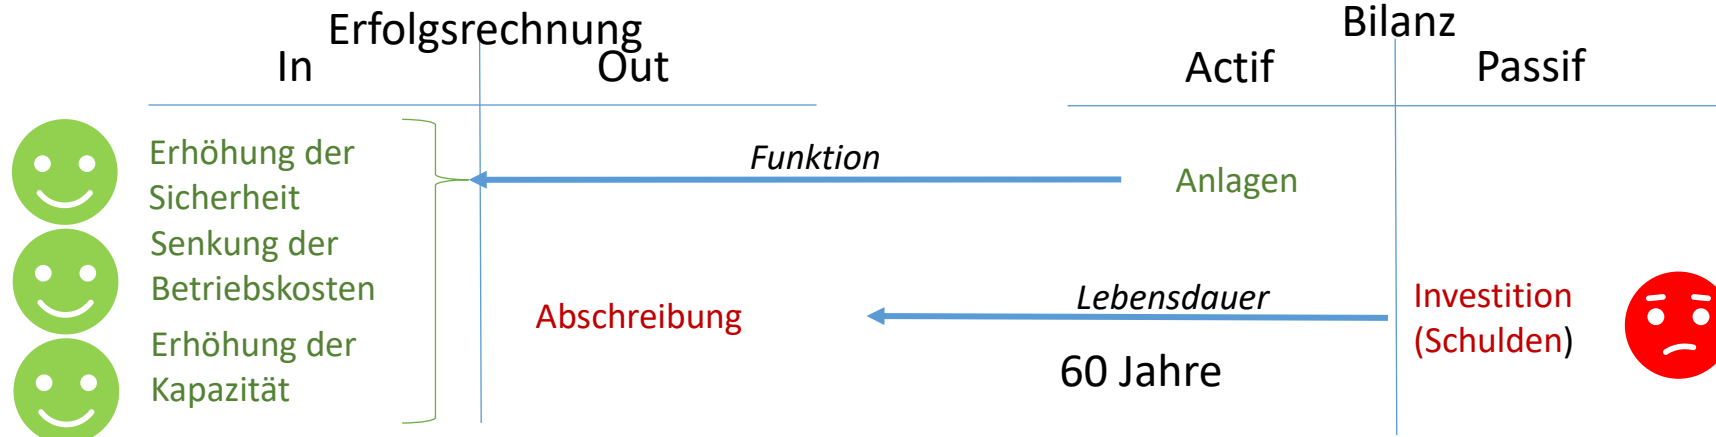 Erfolgsrechnung
In
Out
Erhöhung der
Sicherheit
Senkung der
Betriebskosten
Erhöhung der
Kapazität
Abschreibung
Funktion
Lebensdauer
60 Jahre
Bilanz
Actif
Passif
Anlagen
Investition
(Schulden)